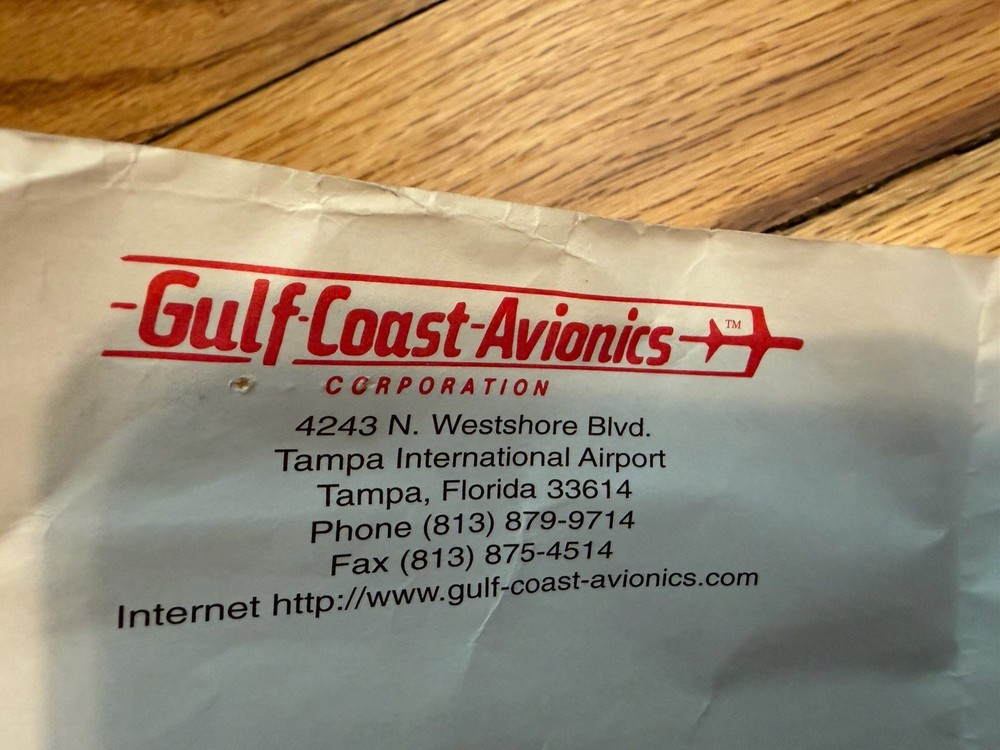 Gulf-Coast-Avionics ™
CORPORATION
4243 N. Westshore Blvd.
Tampa International Airport
Tampa, Florida 33614
Phone (813) 879-9714
Fax (813) 875-4514
Internet http://www.gulf-coast-avionics.com